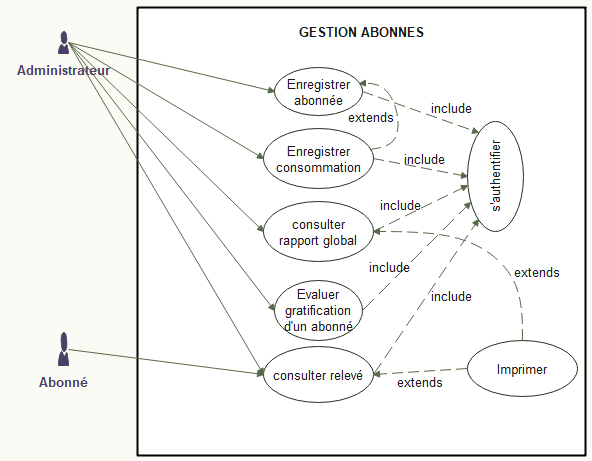 GESTION ABONNES
Administrateur
Enregistrer
abonnée
include
extends
Enregistrer
consommation
include
s'authentifier
consulter
rapport global
include
include
extends
Evaluer
gratification
d'un abonné
include
Abonné
consulter relevé
extends
Imprimer